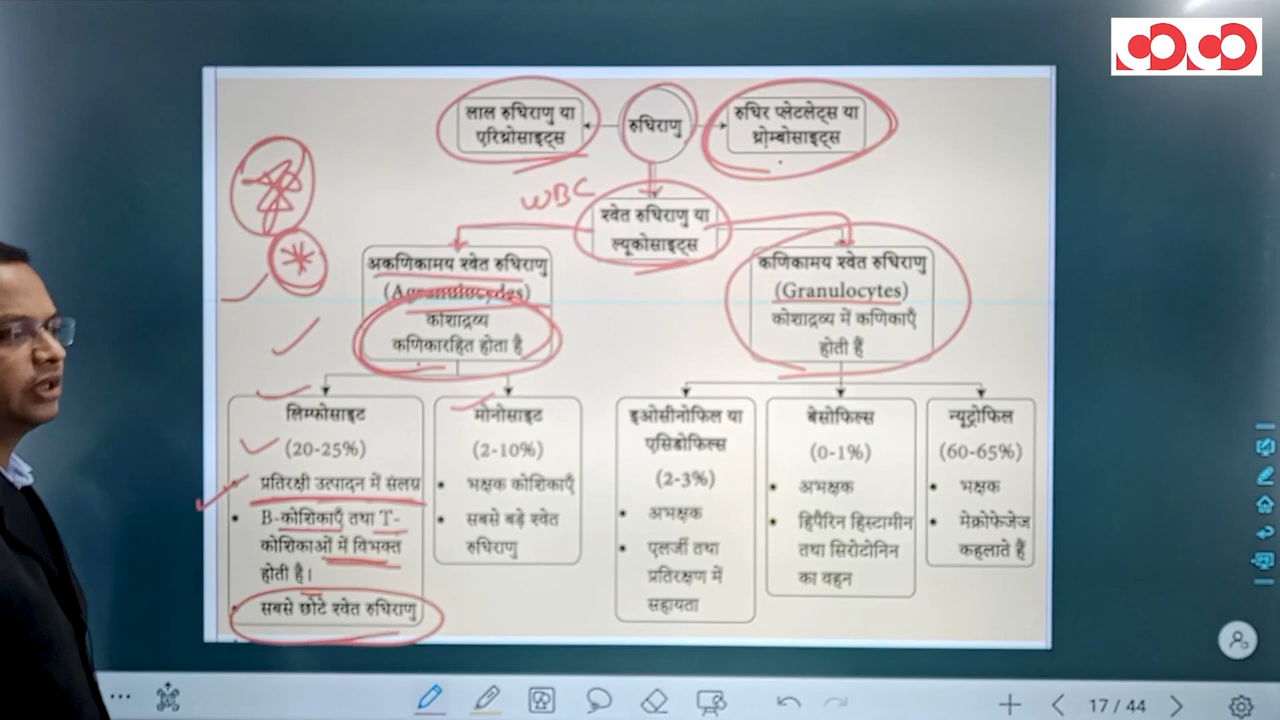 लाल रुधिराणु या
एरिथ्रोसाइट्स
रुधिराणु
रुधिर प्लेटलेट्स या
थ्रोम्बोसाइट्स
WBC
श्वेत रुधिराणु या
ल्यूकोसाइट्स
अकणिकामय श्वेत रुधिराणु
(Agranulocydes)
कोशाद्रव्य
कणिकारहित होता है
कणिकामय श्वेत रुधिराणु
(Granulocytes)
कोशाद्रव्य में कणिकाएँ
होती हैं
लिम्फोसाइट
(20-25%)
प्रतिरक्षी उत्पादन में संलग्न
• B-कोशिकाएँ तथा T-
कोशिकाओं में विभक्त
होती है।
सबसे छोटे श्वेत रुधिराणु
मोनोसाइट
(2-10%)
• भक्षक कोशिकाएँ
• सबसे बड़े श्वेत
रुधिराणु
इओसीनोफिल या
एसिडोफिल्स
(2-3%)
• अभक्षक
• एलर्जी तथा
प्रतिरक्षण में
सहायता
बेसोफिल्स
(0-1%)
• अभक्षक
• हिपैरिन हिस्टामीन
तथा सिरोटोनिन
का वहन
न्यूट्रोफिल
(60-65%)
• भक्षक
• मेक्रोफेजेज
कहलाते हैं
17 / 44